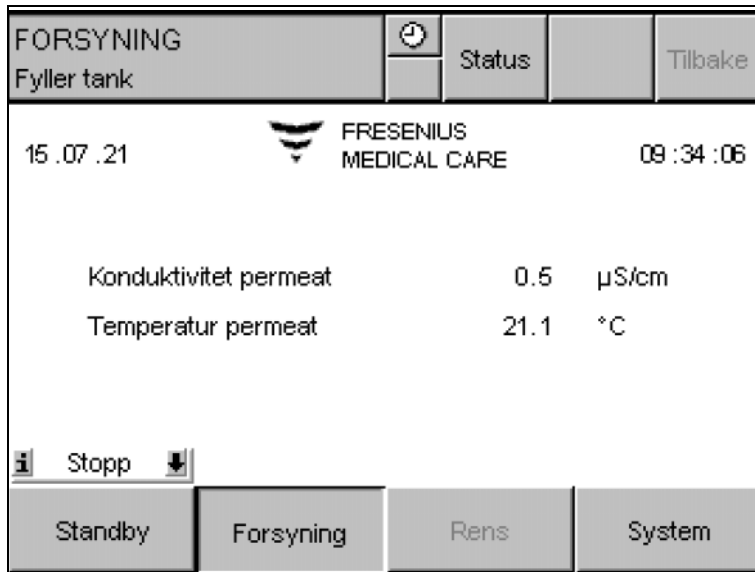 FORSYNING
Fyller tank
Status
Tilbake
15 .07 .21
FRESENIUS
MEDICAL CARE
09 :34 :06
Konduktivitet permeat 0.5 µS/cm
Temperatur permeat 21.1 °C
i Stopp
Standby
Forsyning
Rens
System